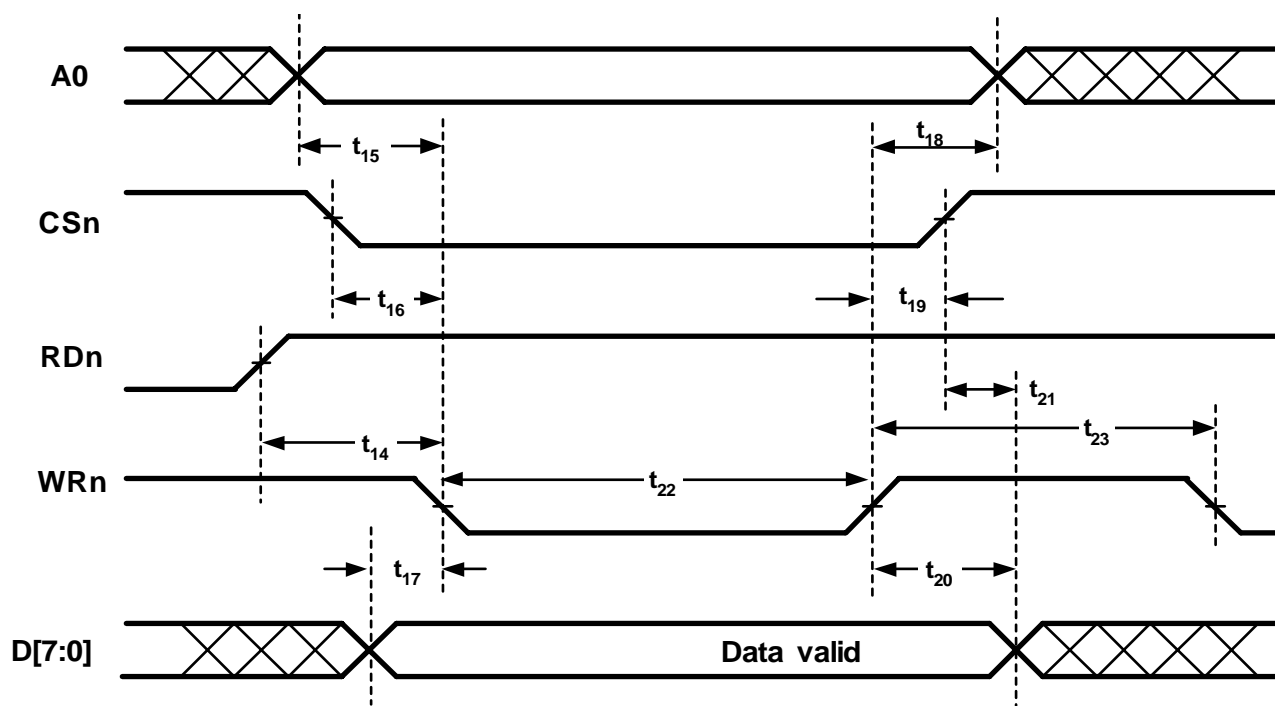 A0
t15
t18
CSn
t16
t19
RDn
t21
t14
t23
WRn
t22
t17
t20
D[7:0]
Data valid